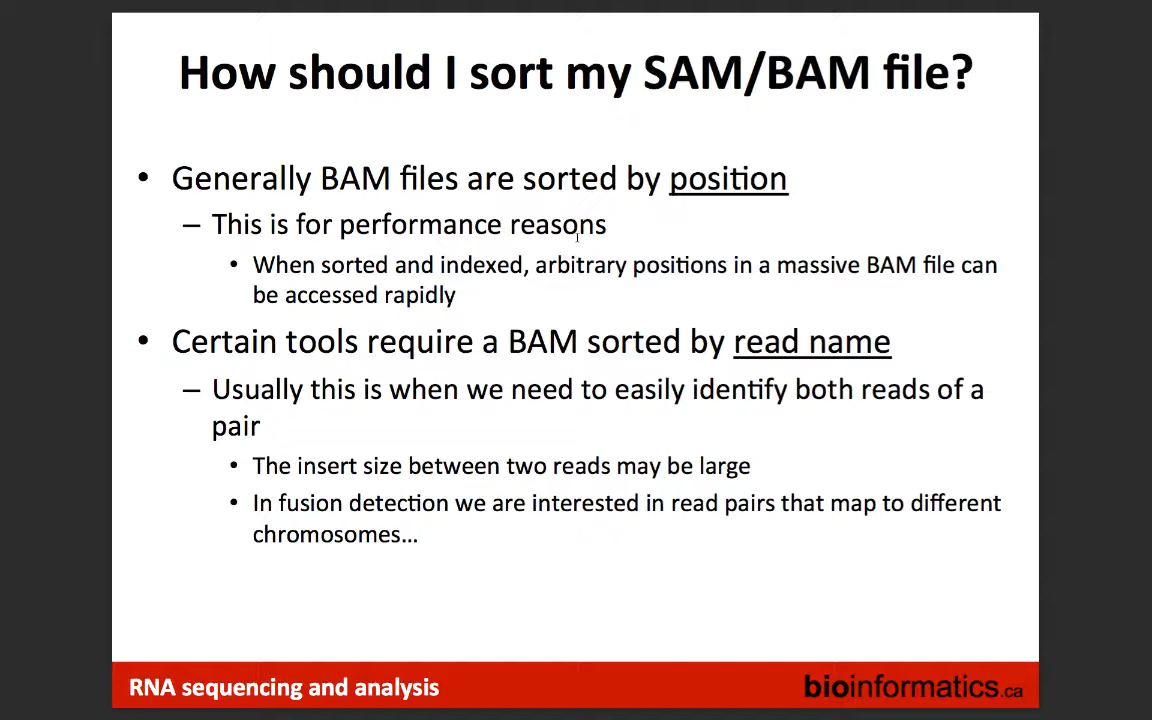 How should I sort my SAM/BAM file?
• Generally BAM files are sorted by position
– This is for performance reasons
• When sorted and indexed, arbitrary positions in a massive BAM file can
be accessed rapidly
• Certain tools require a BAM sorted by read name
– Usually this is when we need to easily identify both reads of a
pair
• The insert size between two reads may be large
• In fusion detection we are interested in read pairs that map to different
chromosomes…
RNA sequencing and analysis
bioinformatics.ca